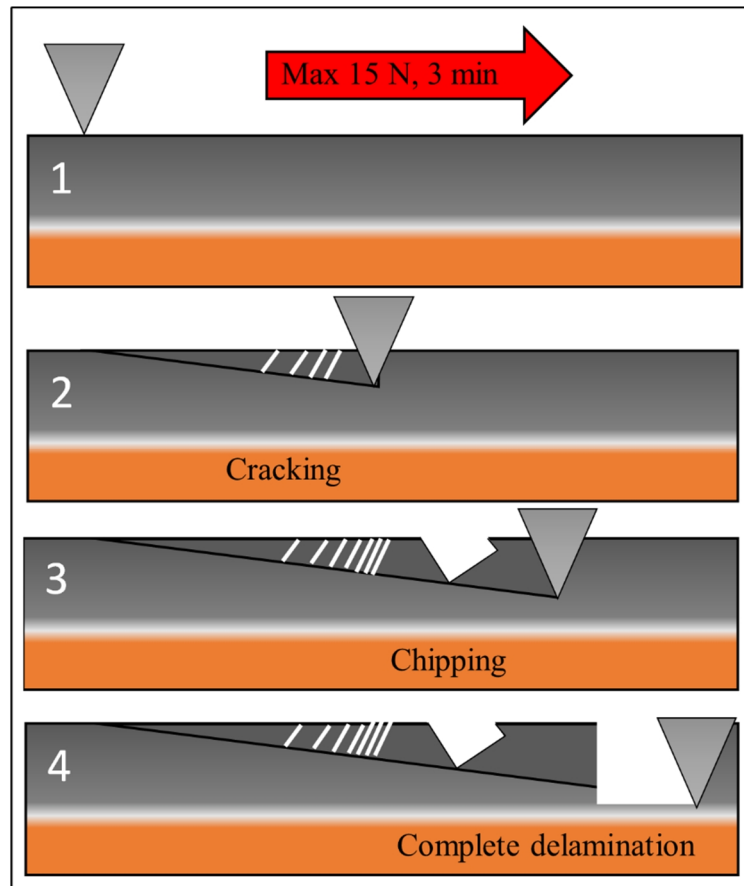 Max 15 N, 3 min
1
2
Cracking
3
Chipping
4
Complete delamination